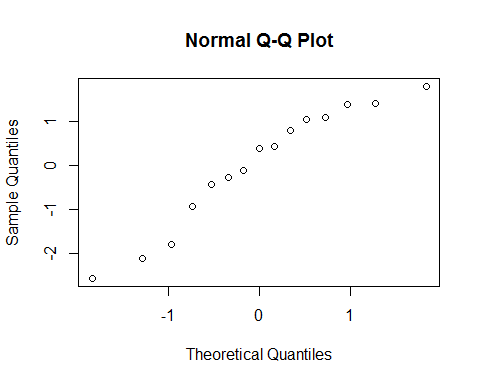 Normal Q-Q Plot
Sample Quantiles
1
0
-1
-2
-1 0 1
Theoretical Quantiles